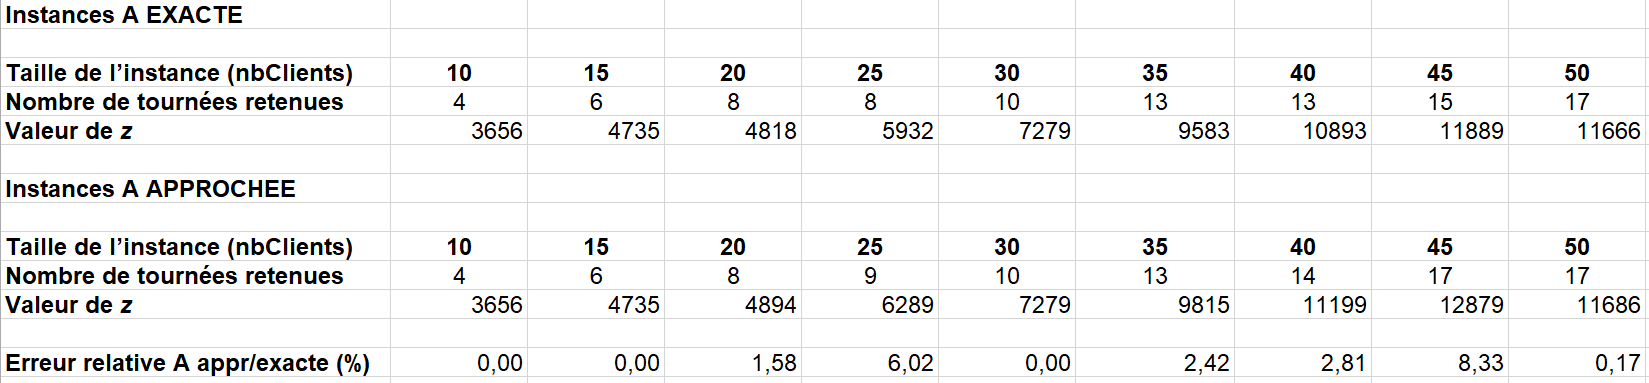 Instances A EXACTE
Taille de l’instance (nbClients) 10 15 20 25 30 35 40 45 50
Nombre de tournées retenues 4 6 8 8 10 13 13 15 17
Valeur de z 3656 4735 4818 5932 7279 9583 10893 11889 11666
Instances A APPROCHEE
Taille de l’instance (nbClients) 10 15 20 25 30 35 40 45 50
Nombre de tournées retenues 4 6 8 9 10 13 14 17 17
Valeur de z 3656 4735 4894 6289 7279 9815 11199 12879 11686
Erreur relative A appr/exacte (%) 0,00 0,00 1,58 6,02 0,00 2,42 2,81 8,33 0,17